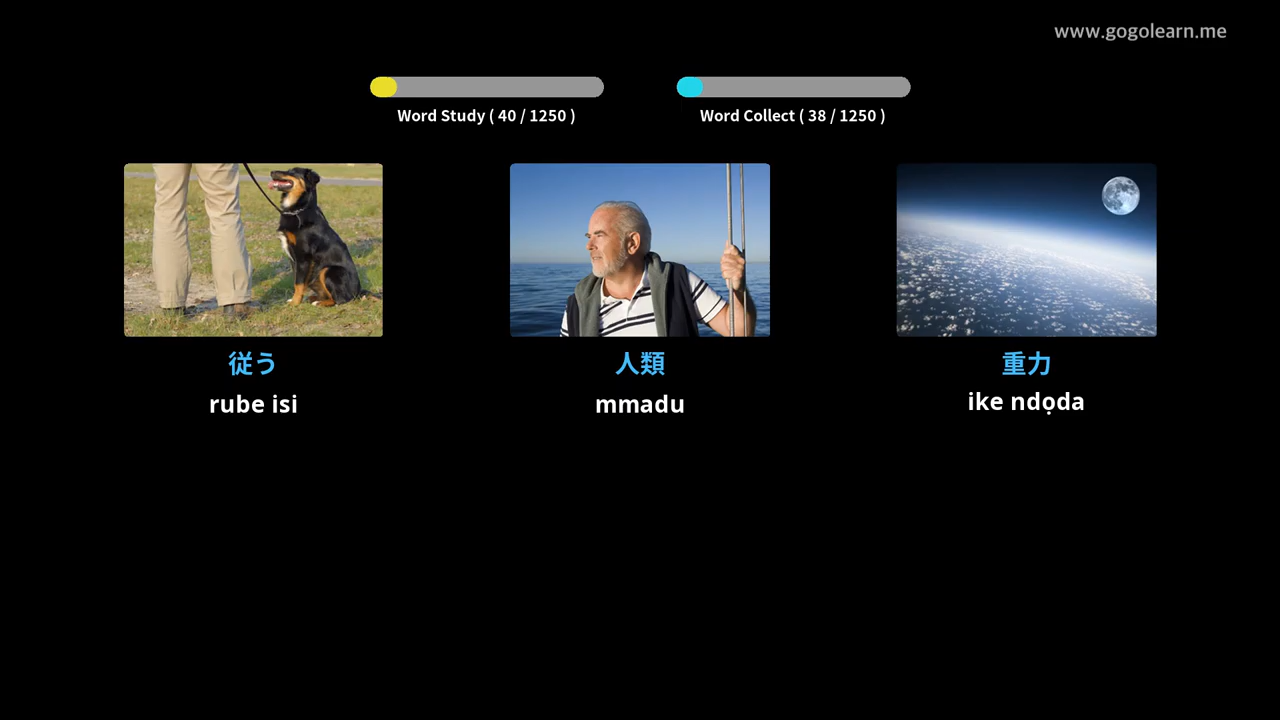 www.gogolearn.me
Word Study ( 40 / 1250 )
Word Collect ( 38 / 1250 )
従う
人類
重力
rube isi
mmadu
ike ndọda